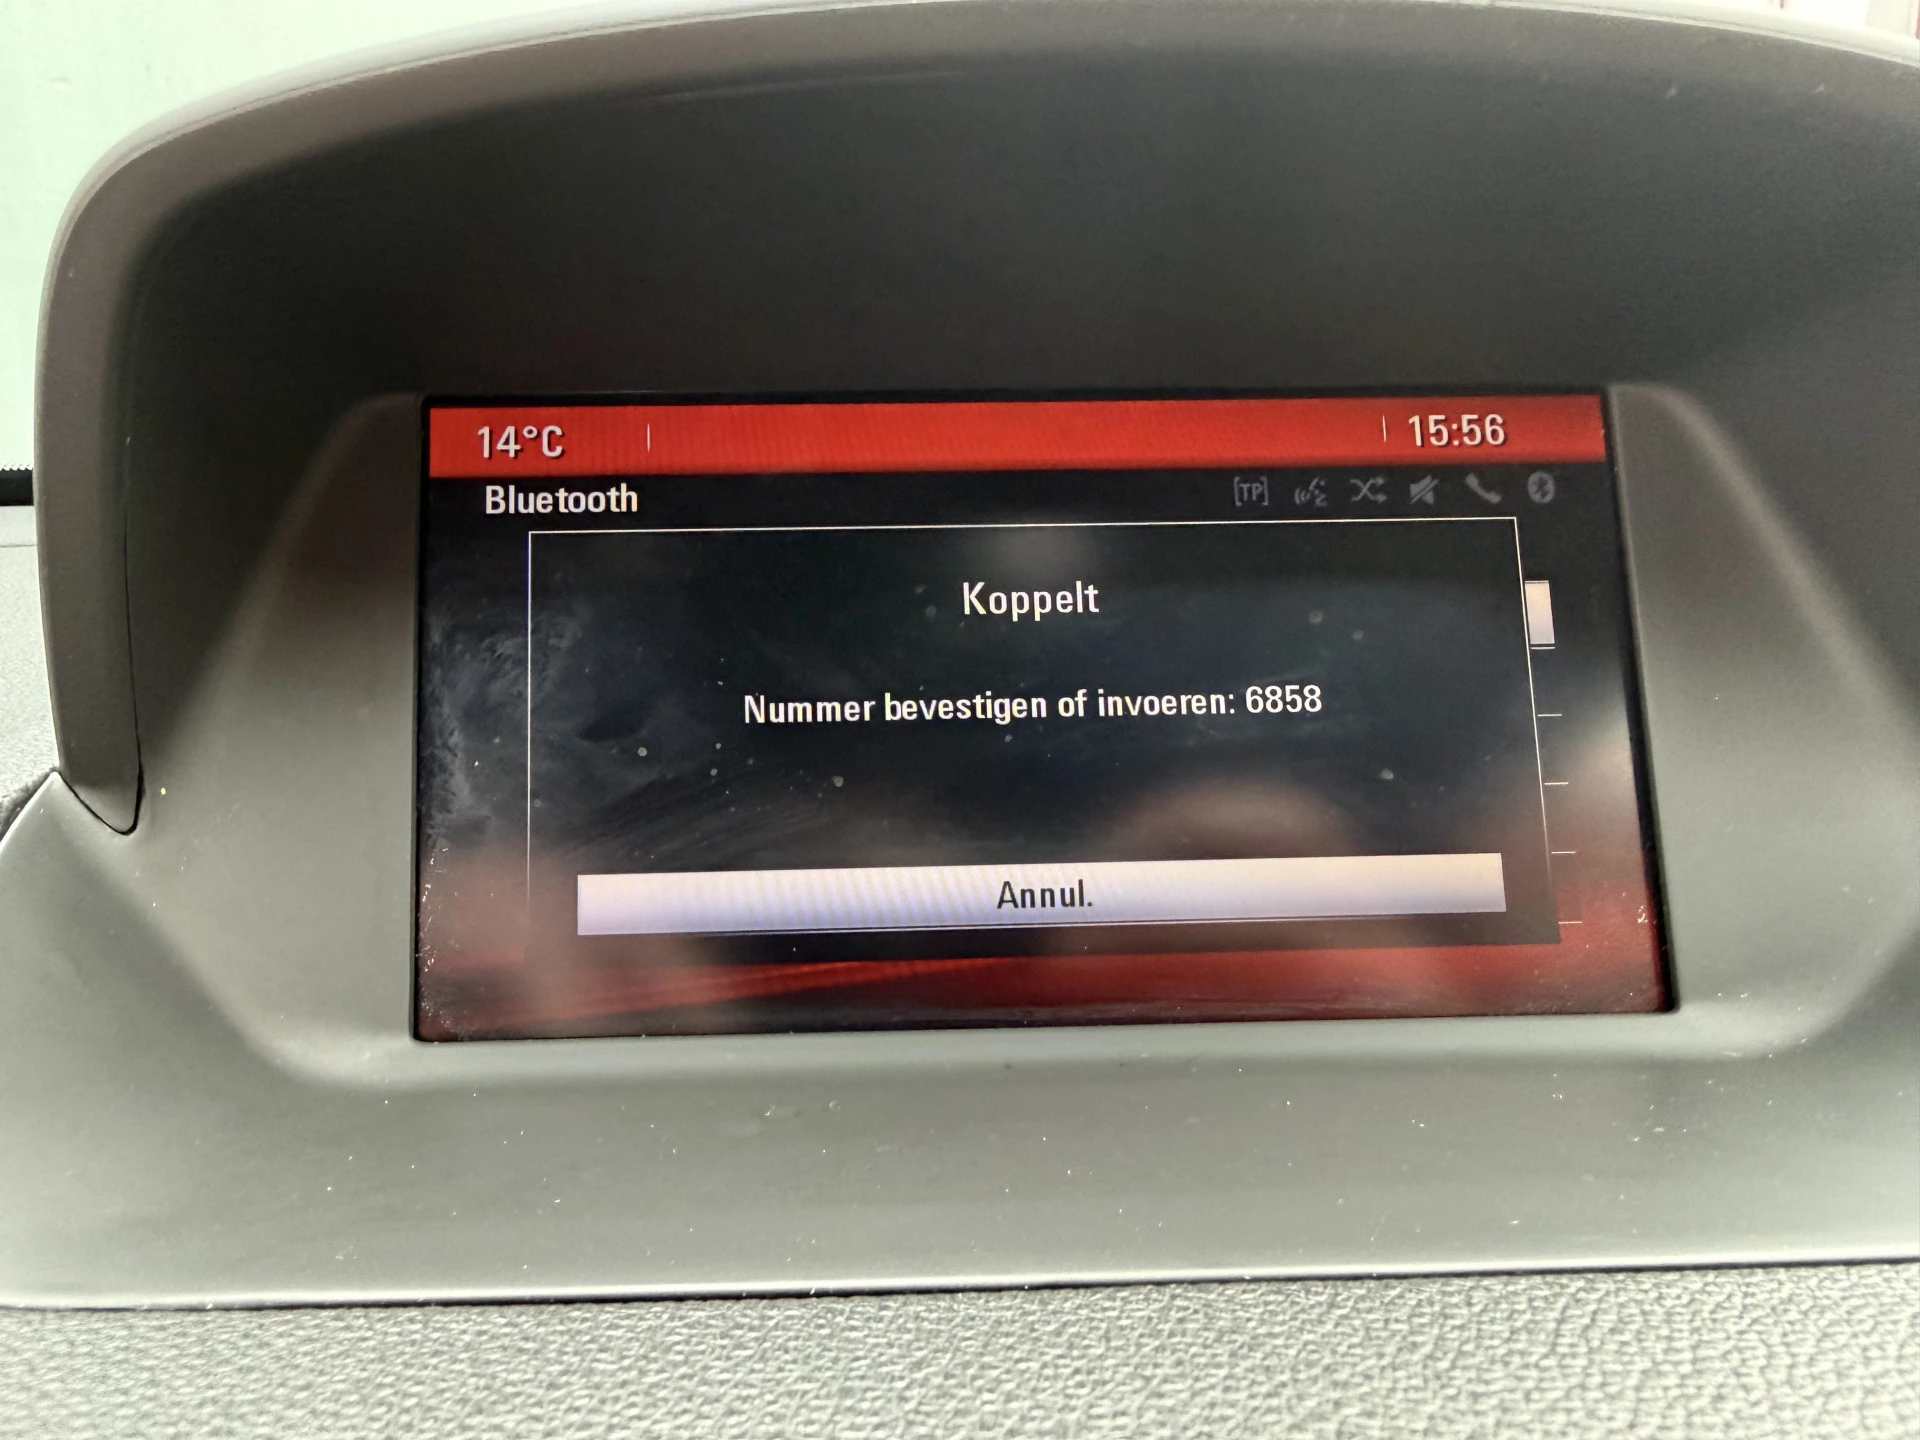 14°C 15:56
Bluetooth [TP]
Koppelt
Nummer bevestigen of invoeren: 6858
Annul.